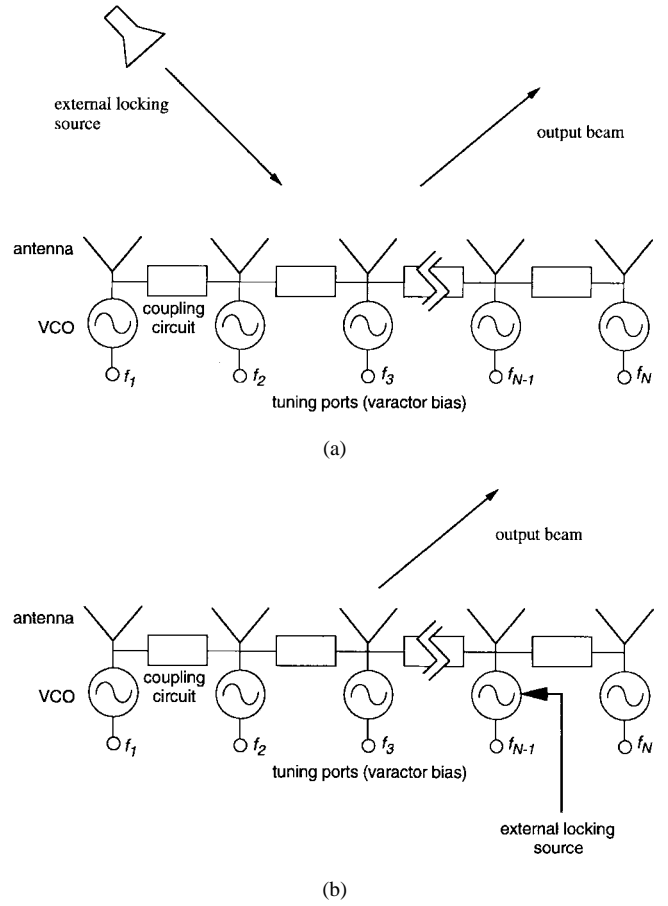 external locking
source
output beam
antenna
VCO
coupling
circuit
f1
f2
f3
fN-1
fN
tuning ports (varactor bias)
(a)
output beam
antenna
VCO
coupling
circuit
f1
f2
f3
fN-1
fN
tuning ports (varactor bias)
external locking
source
(b)